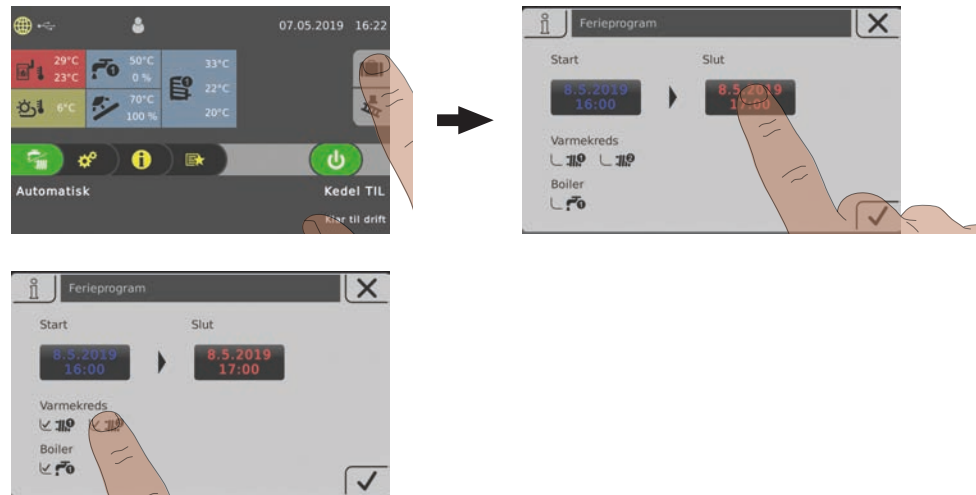 07.05.2019 16:22
29°C
23°C
50°C
0 %
33°C
22°C
20°C
6°C
70°C
100 %
Automatisk
Kedel TIL
Klar til drift
Ferieprogram
Start
Slut
8.5.2019
16:00
8.5.2019
17:00
Varmekreds
Boiler
Ferieprogram
Start
Slut
8.5.2019
16:00
8.5.2019
17:00
Varmekreds
Boiler